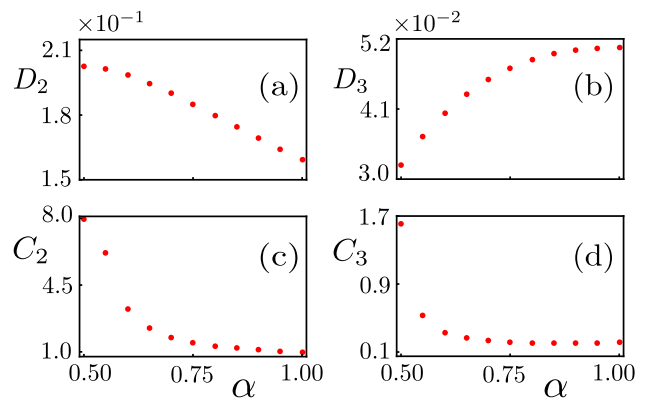 ×10⁻¹
2.1
D₂
(a)
1.8
1.5
×10⁻²
5.2
D₃
(b)
4.1
3.0
8.0
C₂
(c)
4.5
1.0
0.50
0.75
α
1.00
1.7
C₃
(d)
0.9
0.1
0.50
0.75
α
1.00